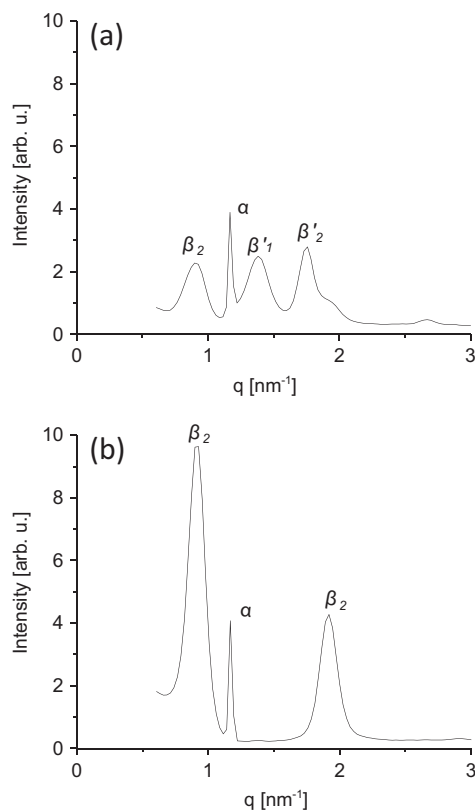 (a)
10
8
6
4
2
0
Intensity [arb. u.]
β2
α
β'1
β'2
0 1 2 3
q [nm-1]
(b)
10
8
6
4
2
0
Intensity [arb. u.]
β2
α
β2
0 1 2 3
q [nm-1]